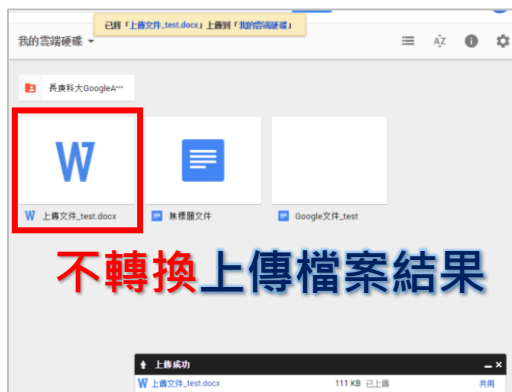 已將「上傳文件_test.docx」上傳到「我的雲端硬碟」
我的雲端硬碟
AZ
長庚科大GoogleA…
W
W 上傳文件_test.docx
無標題文件
Google文件_test
不轉換上傳檔案結果
上傳成功
W 上傳文件_test.docx 111 KB 已上傳 共用